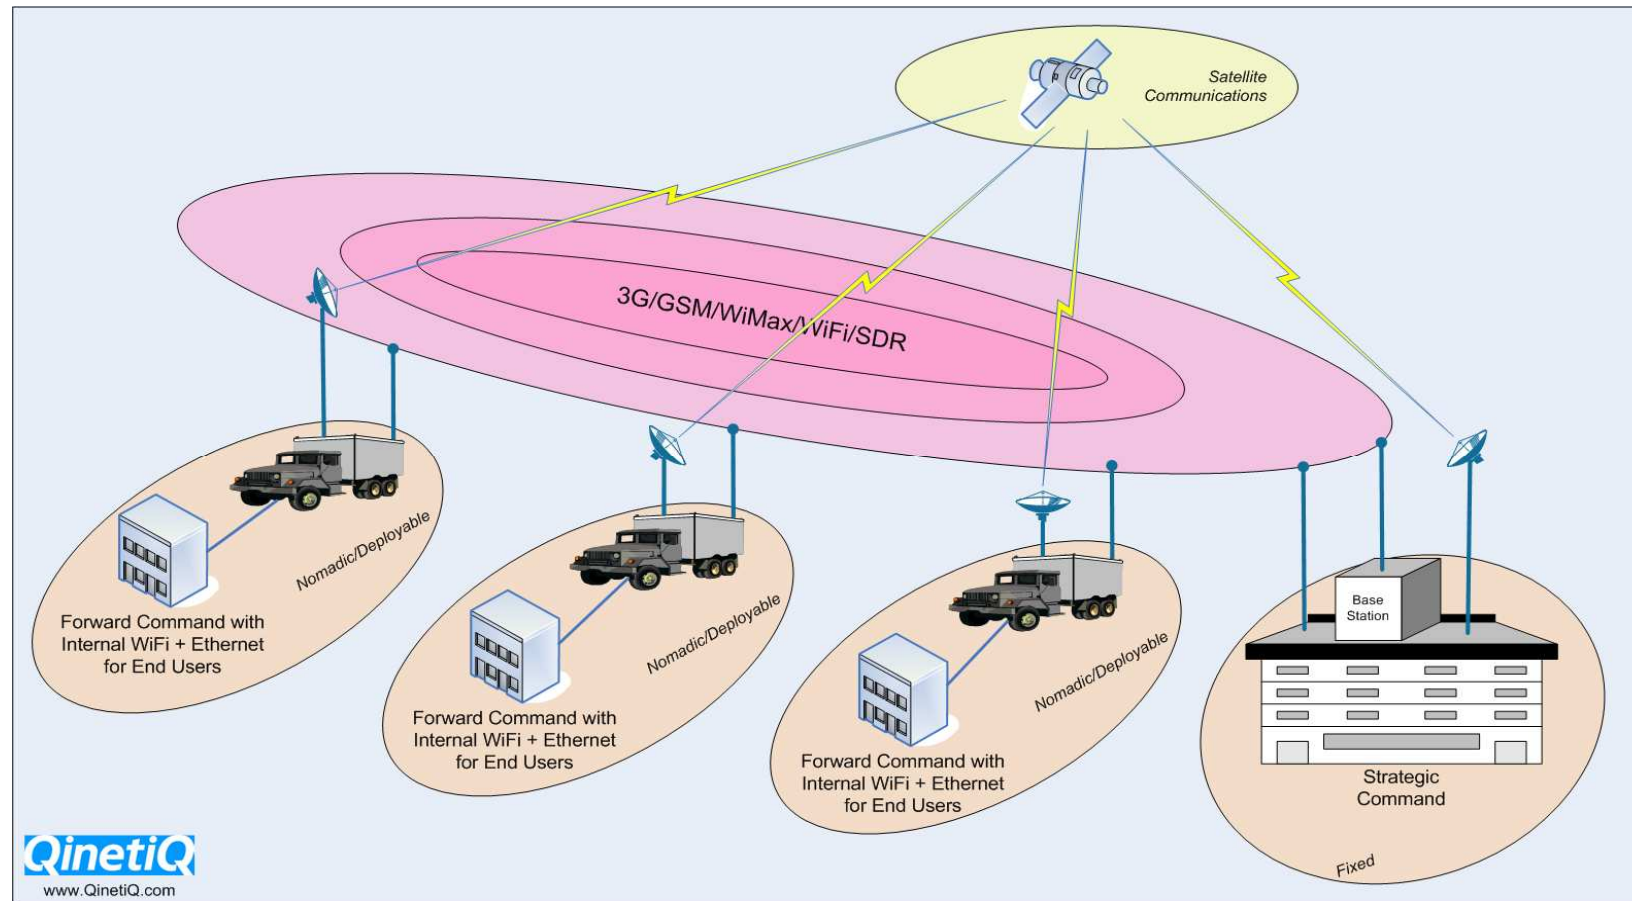 Satellite
Communications
3G/GSM/WiMax/WiFi/SDR
Nomadic/Deployable
Forward Command with
Internal WiFi + Ethernet
for End Users
Nomadic/Deployable
Forward Command with
Internal WiFi + Ethernet
for End Users
Nomadic/Deployable
Forward Command with
Internal WiFi + Ethernet
for End Users
Base
Station
Strategic
Command
Fixed
QinetiQ
www.QinetiQ.com